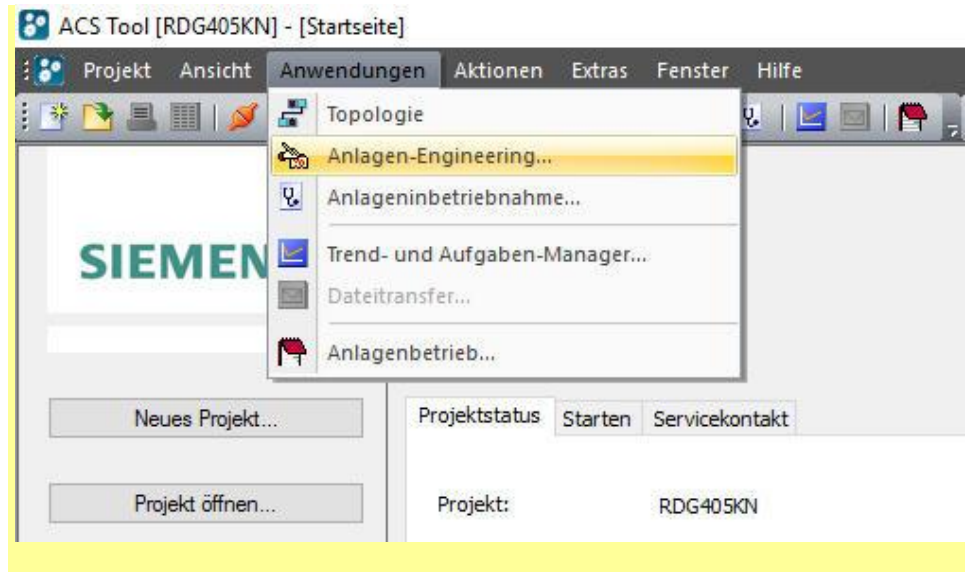 ACS Tool [RDG405KN] - [Startseite]
Projekt Ansicht Anwendungen Aktionen Extras Fenster Hilfe
Topologie
Anlagen-Engineering...
Anlageninbetriebnahme...
SIEMEN
Trend- und Aufgaben-Manager...
Dateitransfer...
Anlagenbetrieb...
Neues Projekt...
Projektstatus Starten Servicekontakt
Projekt öffnen...
Projekt: RDG405KN